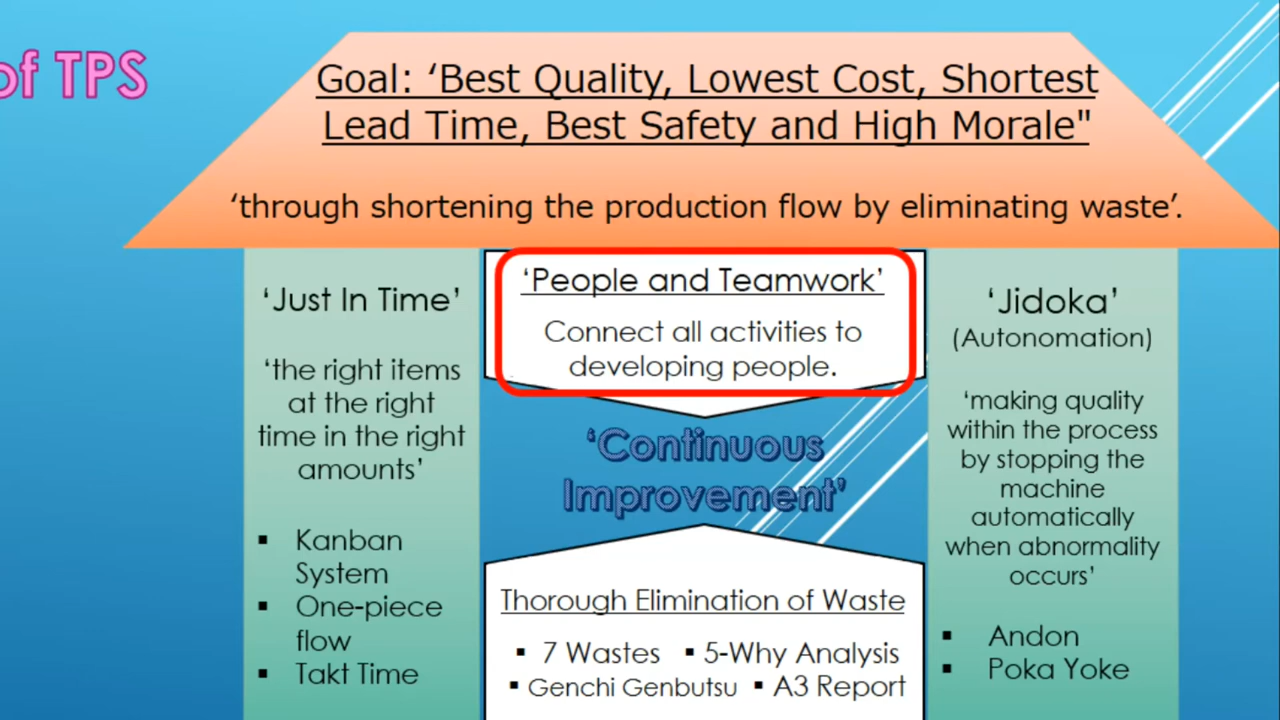 of TPS
Goal: ‘Best Quality, Lowest Cost, Shortest
Lead Time, Best Safety and High Morale"
‘through shortening the production flow by eliminating waste’.
‘Just In Time’
‘the right items
at the right
time in the right
amounts’
▪ Kanban
System
▪ One-piece
flow
▪ Takt Time
‘People and Teamwork’
Connect all activities to
developing people.
‘Continuous
Improvement’
Thorough Elimination of Waste
▪ 7 Wastes ▪ 5-Why Analysis
▪ Genchi Genbutsu ▪ A3 Report
‘Jidoka’
(Autonomation)
‘making quality
within the process
by stopping the
machine
automatically
when abnormality
occurs’
▪ Andon
▪ Poka Yoke